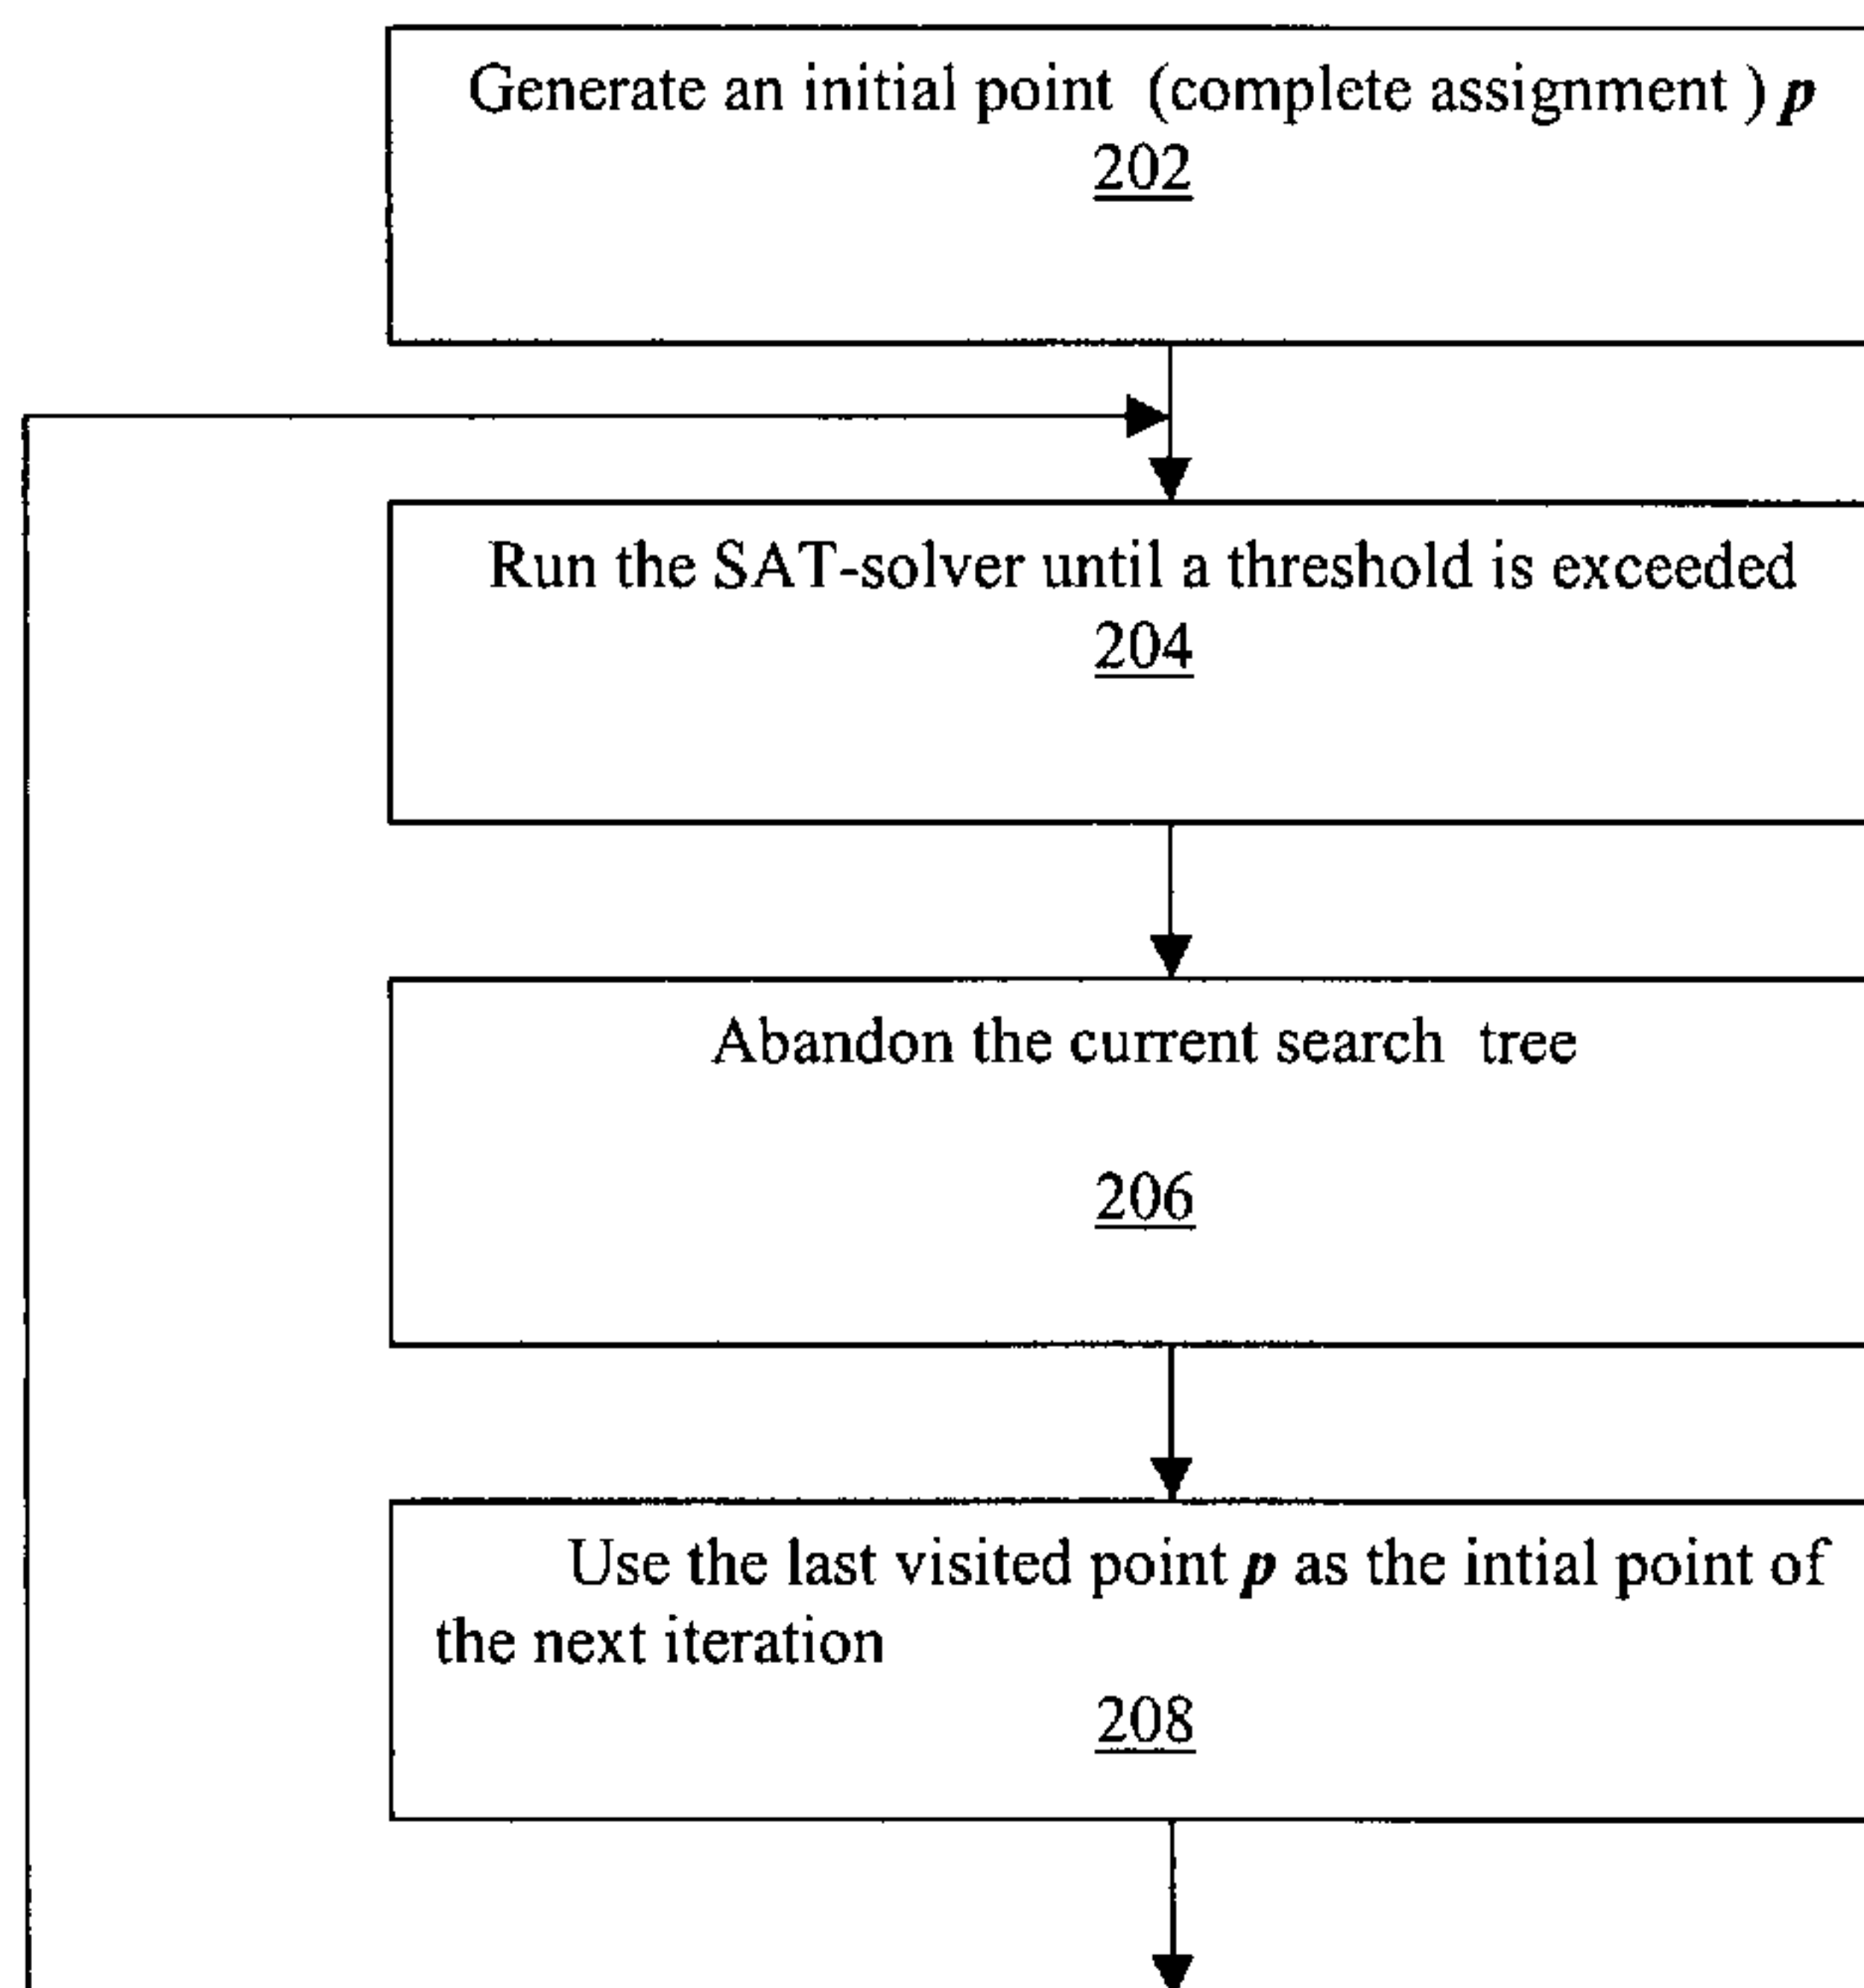 Generate an initial point (complete assignment ) p
202
Run the SAT-solver until a threshold is exceeded
204
Abandon the current search tree
206
Use the last visited point p as the intial point of
the next iteration
208